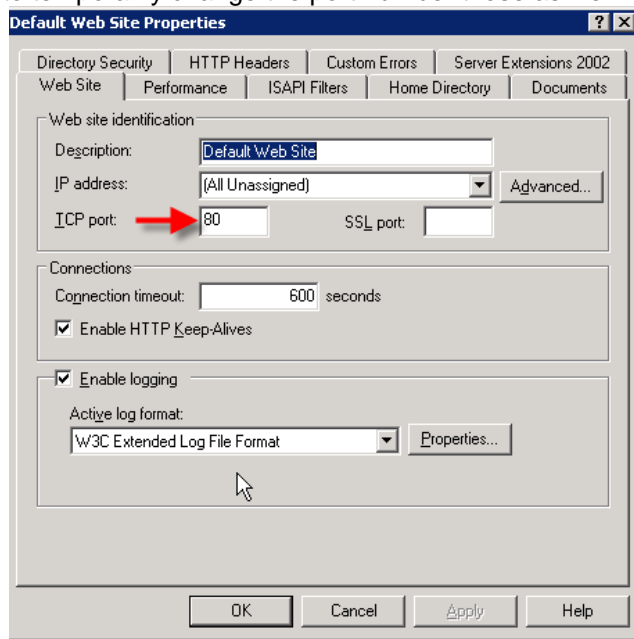 Default Web Site Properties
Directory Security HTTP Headers Custom Errors Server Extensions 2002
Web Site Performance ISAPI Filters Home Directory Documents
Web site identification
Description: Default Web Site
IP address: (All Unassigned) Advanced...
TCP port: 80 SSL port:
Connections
Connection timeout: 600 seconds
Enable HTTP Keep-Alives
Enable logging
Active log format:
W3C Extended Log File Format Properties...
OK Cancel Apply Help